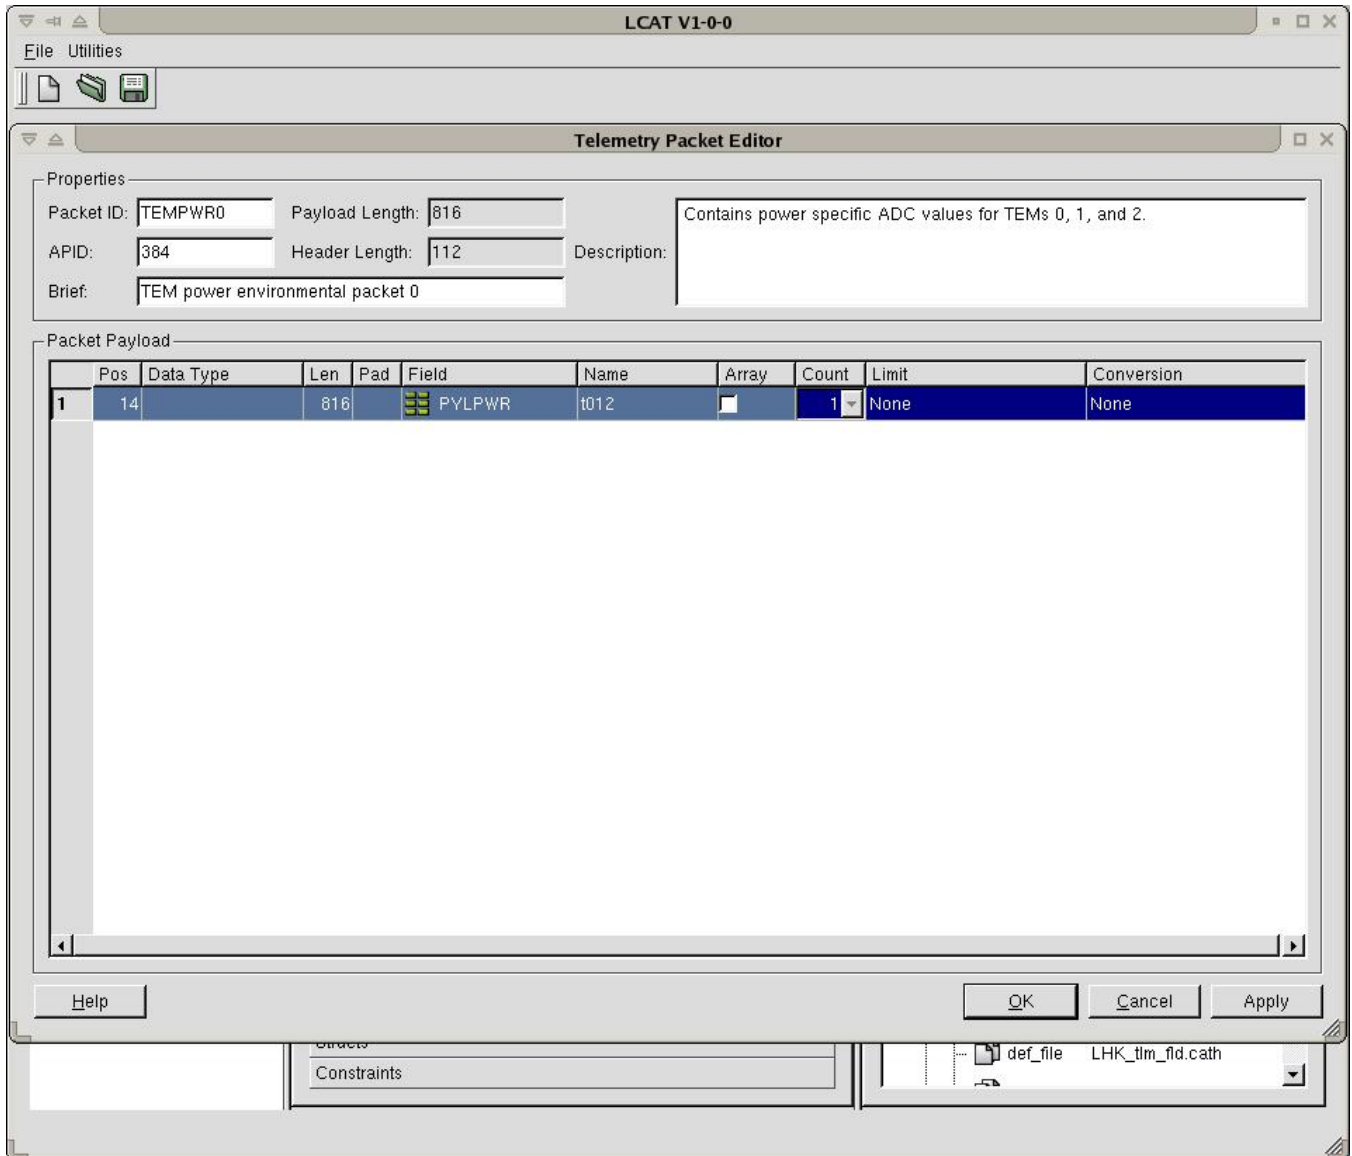 LCAT V1-0-0
File Utilities
Telemetry Packet Editor
Properties
Packet ID: TEMPWR0 Payload Length: 816 Contains power specific ADC values for TEMs 0, 1, and 2.
APID: 384 Header Length: 112 Description:
Brief: TEM power environmental packet 0
Packet Payload
Pos Data Type Len Pad Field Name Array Count Limit Conversion
1 14 816 PYLPWR t012 1 None None
Help OK Cancel Apply
Structs
def_file LHK_tlm_fld.cath
Constraints